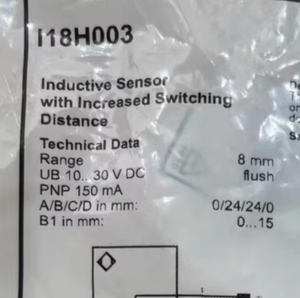 I18H003
Inductive Sensor
with Increased Switching
Distance
Technical Data
Range 8 mm
UB 10...30 V DC flush
PNP 150 mA
A/B/C/D in mm: 0/24/24/0
B1 in mm: 0...15